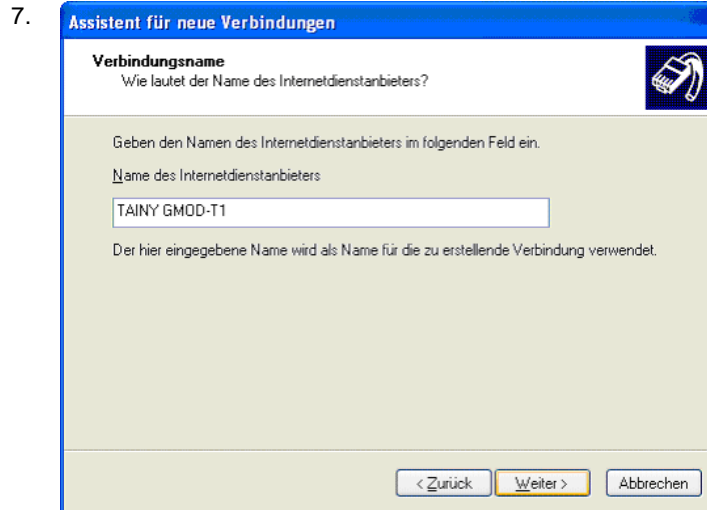 7.
Assistent für neue Verbindungen
Verbindungsname
Wie lautet der Name des Internetdienstanbieters?
Geben den Namen des Internetdienstanbieters im folgenden Feld ein.
Name des Internetdienstanbieters
TAINY GMOD-T1
Der hier eingegebene Name wird als Name für die zu erstellende Verbindung verwendet.
< Zurück Weiter > Abbrechen